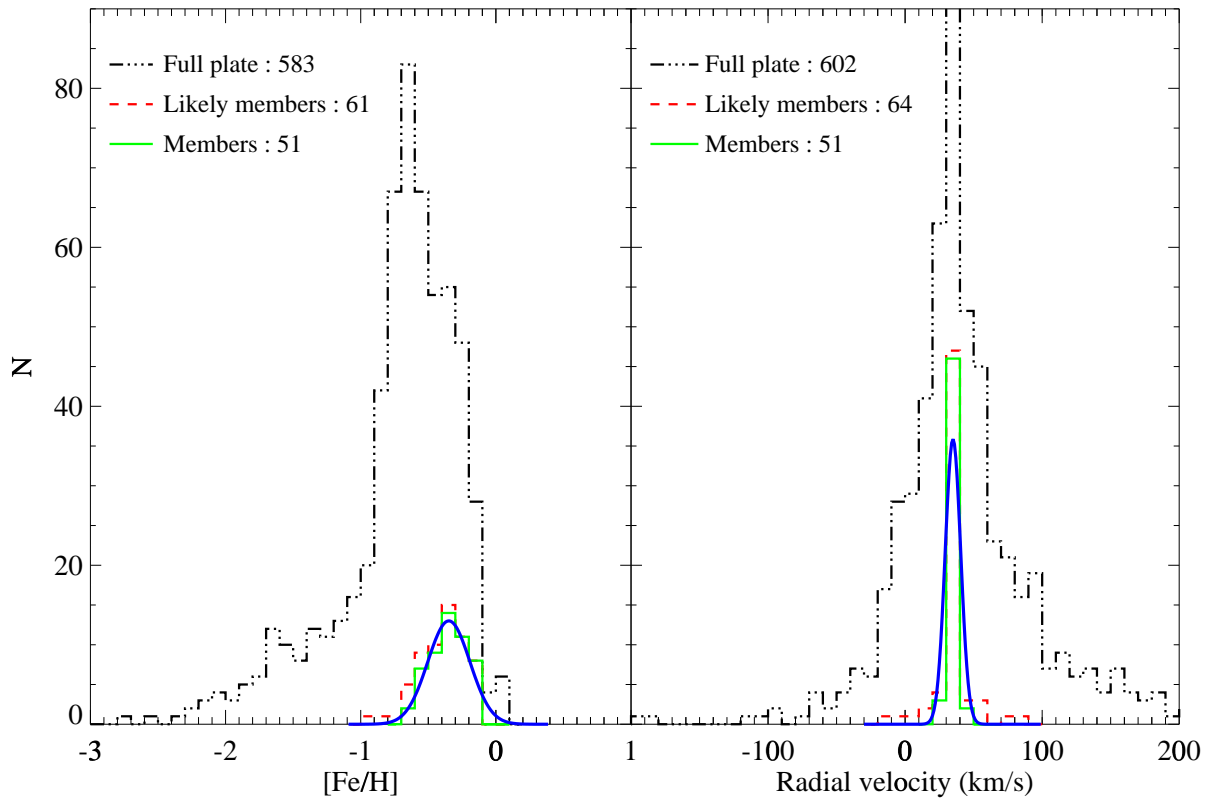 Full plate : 583
Likely members : 61
Members : 51
Full plate : 602
Likely members : 64
Members : 51
N
80
60
40
20
0
-3 -2 -1 0 1 -100 0 100 200
[Fe/H] Radial velocity (km/s)